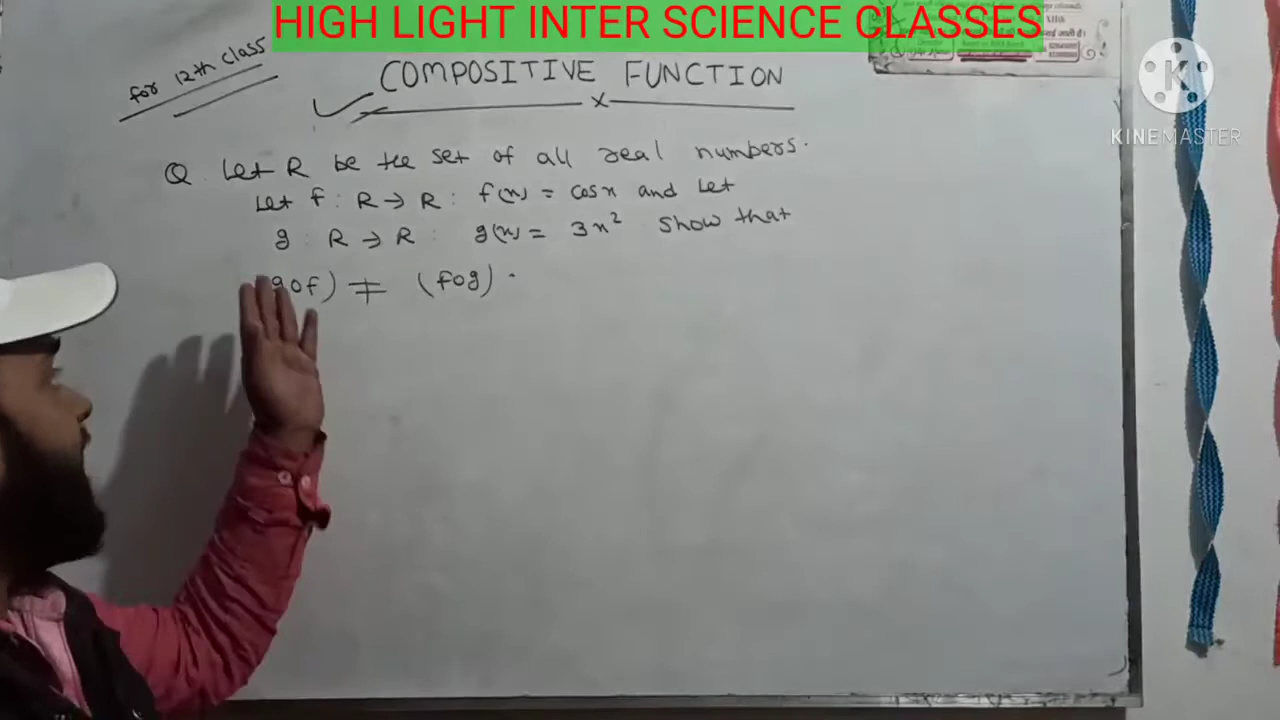 HIGH LIGHT INTER SCIENCE CLASSES
for 12th class
COMPOSITIVE FUNCTION
x
KINEMASTER
Q. Let R be the set of all real numbers.
Let f : R → R : f(x) = cosx and let
g : R → R : g(x) = 3x² show that
gof) ≠ (fog).